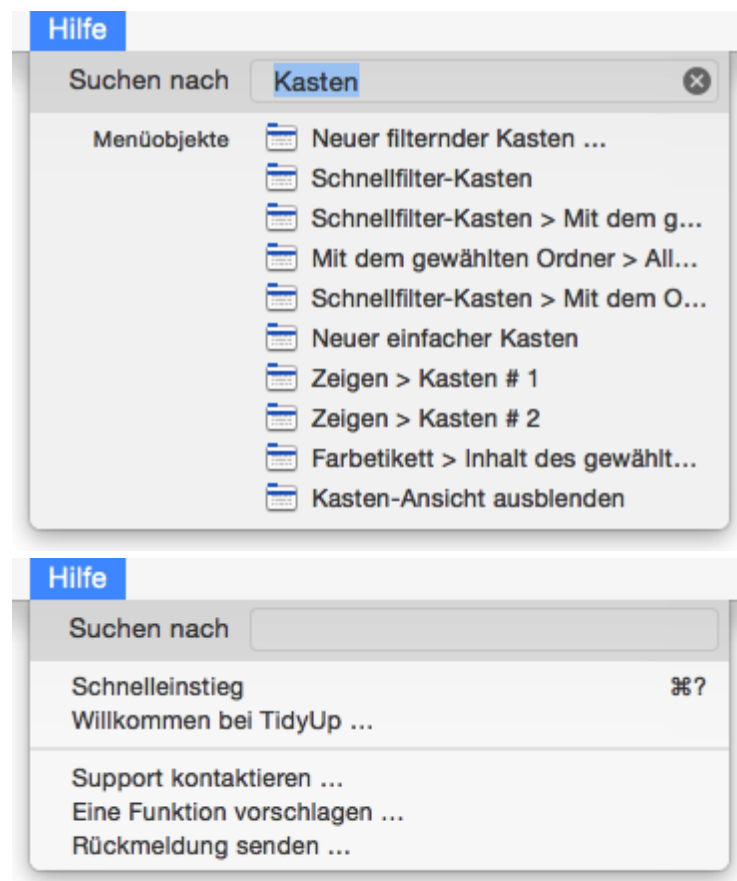 Hilfe
Suchen nach Kasten
Menüobjekte Neuer filternder Kasten ...
Schnellfilter-Kasten
Schnellfilter-Kasten > Mit dem g...
Mit dem gewählten Ordner > All...
Schnellfilter-Kasten > Mit dem O...
Neuer einfacher Kasten
Zeigen > Kasten # 1
Zeigen > Kasten # 2
Farbetikett > Inhalt des gewählt...
Kasten-Ansicht ausblenden
Hilfe
Suchen nach
Schnelleinstieg ⌘?
Willkommen bei TidyUp ...
Support kontaktieren ...
Eine Funktion vorschlagen ...
Rückmeldung senden ...